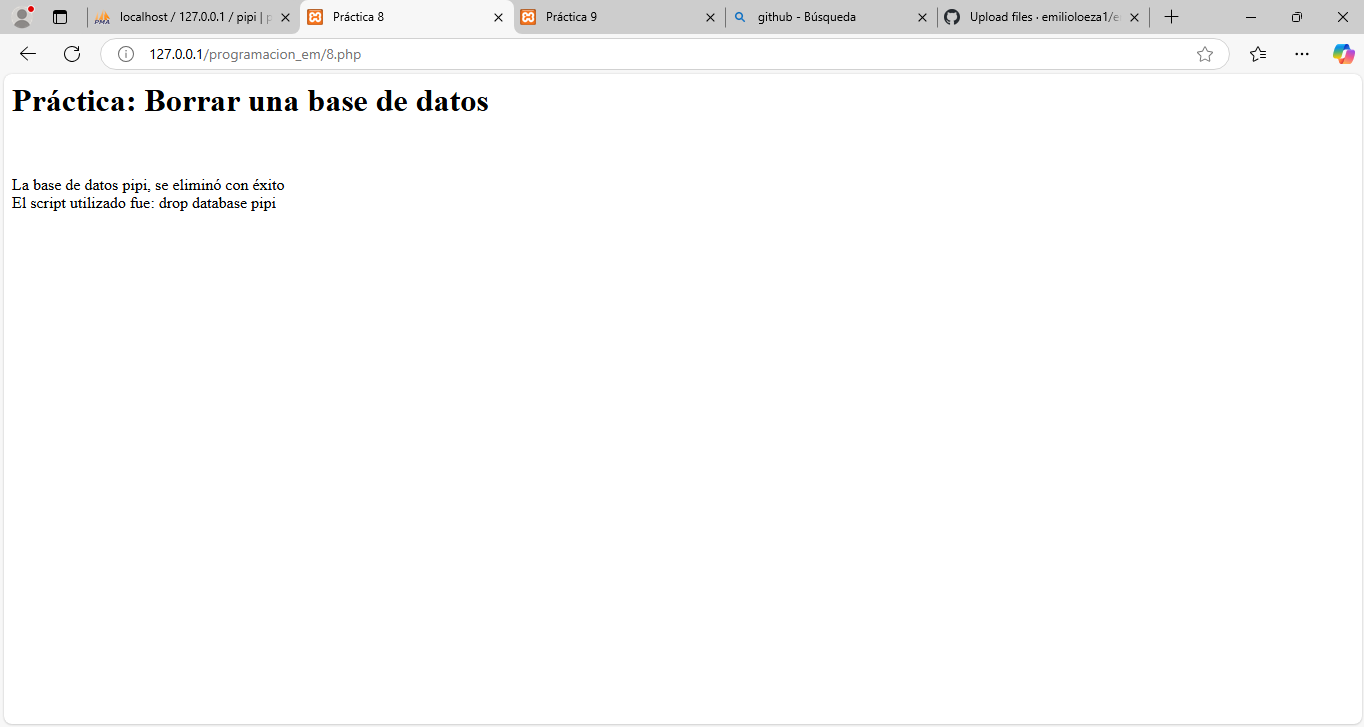 localhost / 127.0.0.1 / pipi | p
Práctica 8
Práctica 9
github - Búsqueda
Upload files · emilioloeza1/e
127.0.0.1/programacion_em/8.php
Práctica: Borrar una base de datos
La base de datos pipi, se eliminó con éxito
El script utilizado fue: drop database pipi